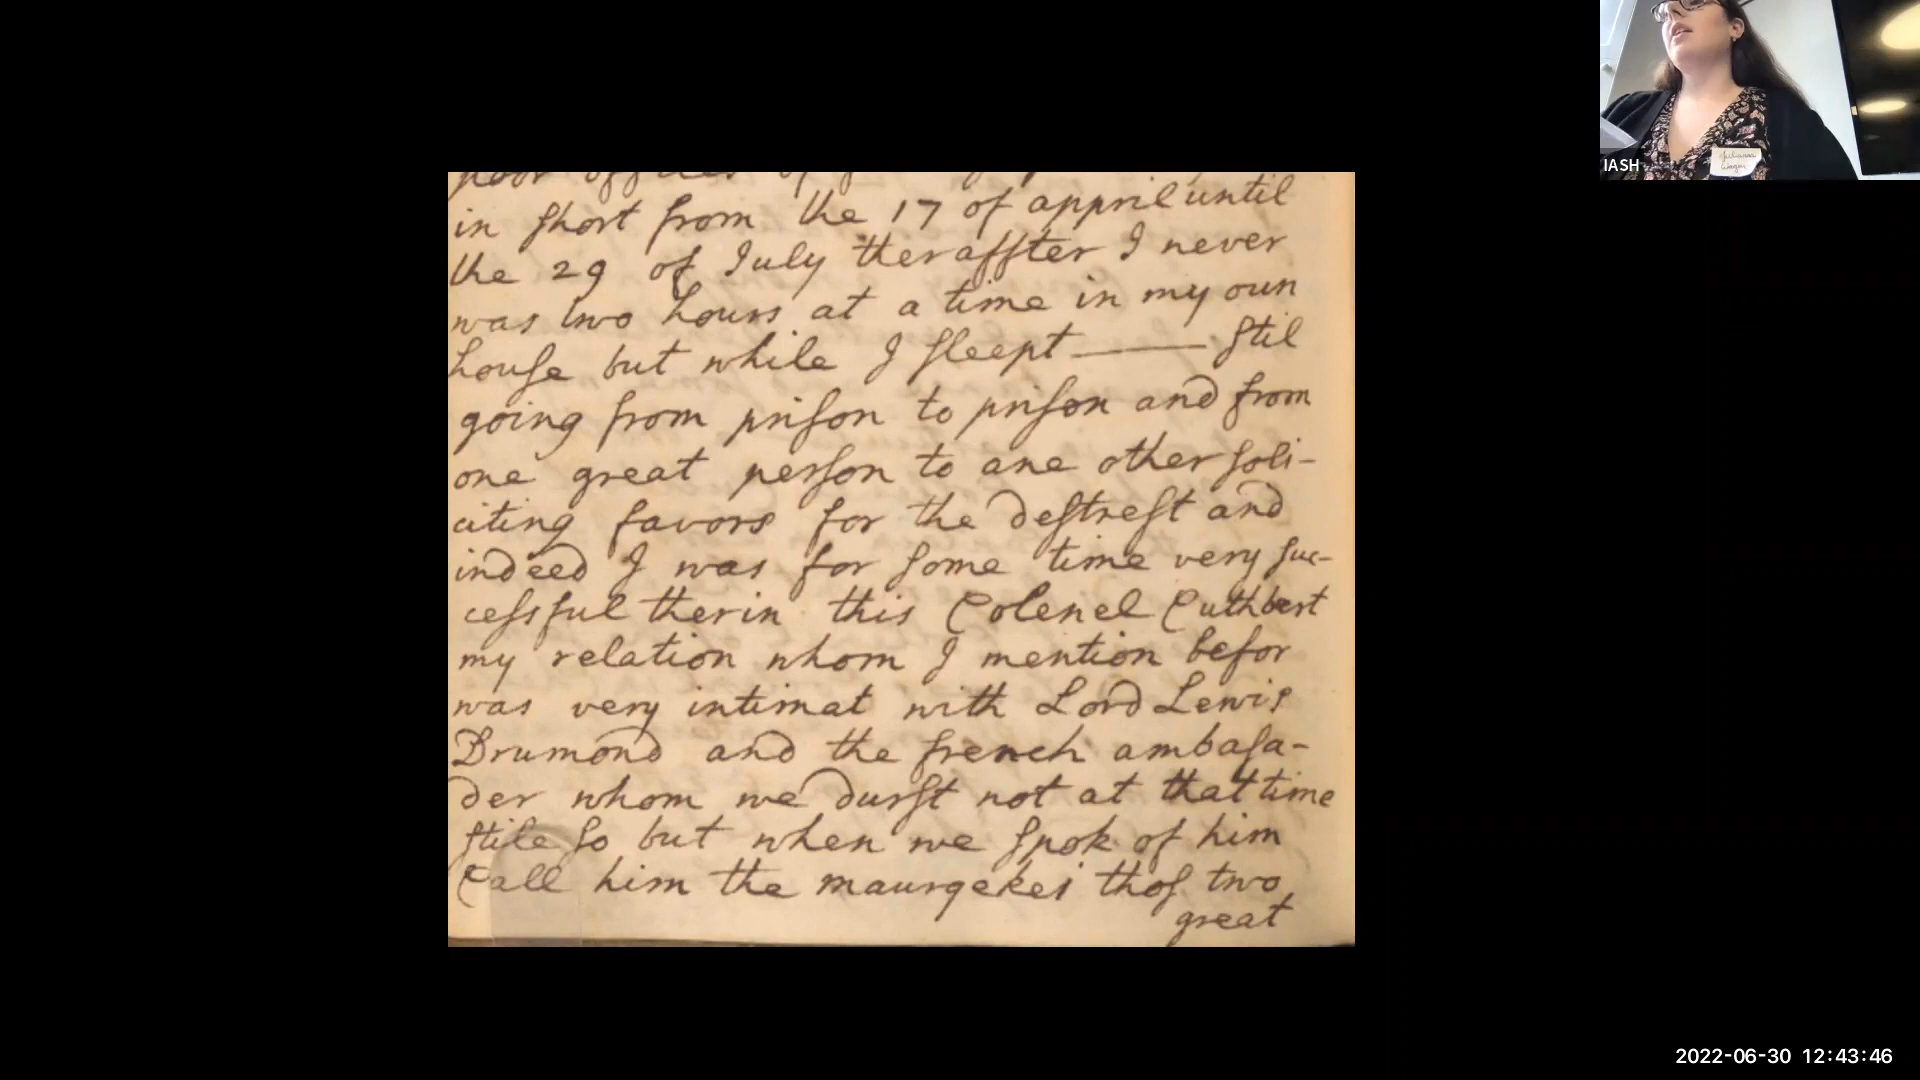 IASH
in short from the 17 of appril until
the 29 of July theraffter I never
was two hours at a time in my oun
house but while I sleept ——— stil
going from prison to prison and from
one great person to ane other soli-
citing favors for the destrest and
indeed I was for some time very suc-
cessful therin this Colenel Cuthbert
my relation whom I mention befor
was very intimat with Lord Lewis
Drumond and the french ambasa-
der whom we durst not at that time
stile so but when we spok of him
Call him the maurqekei thos two
great
2022-06-30 12:43:46